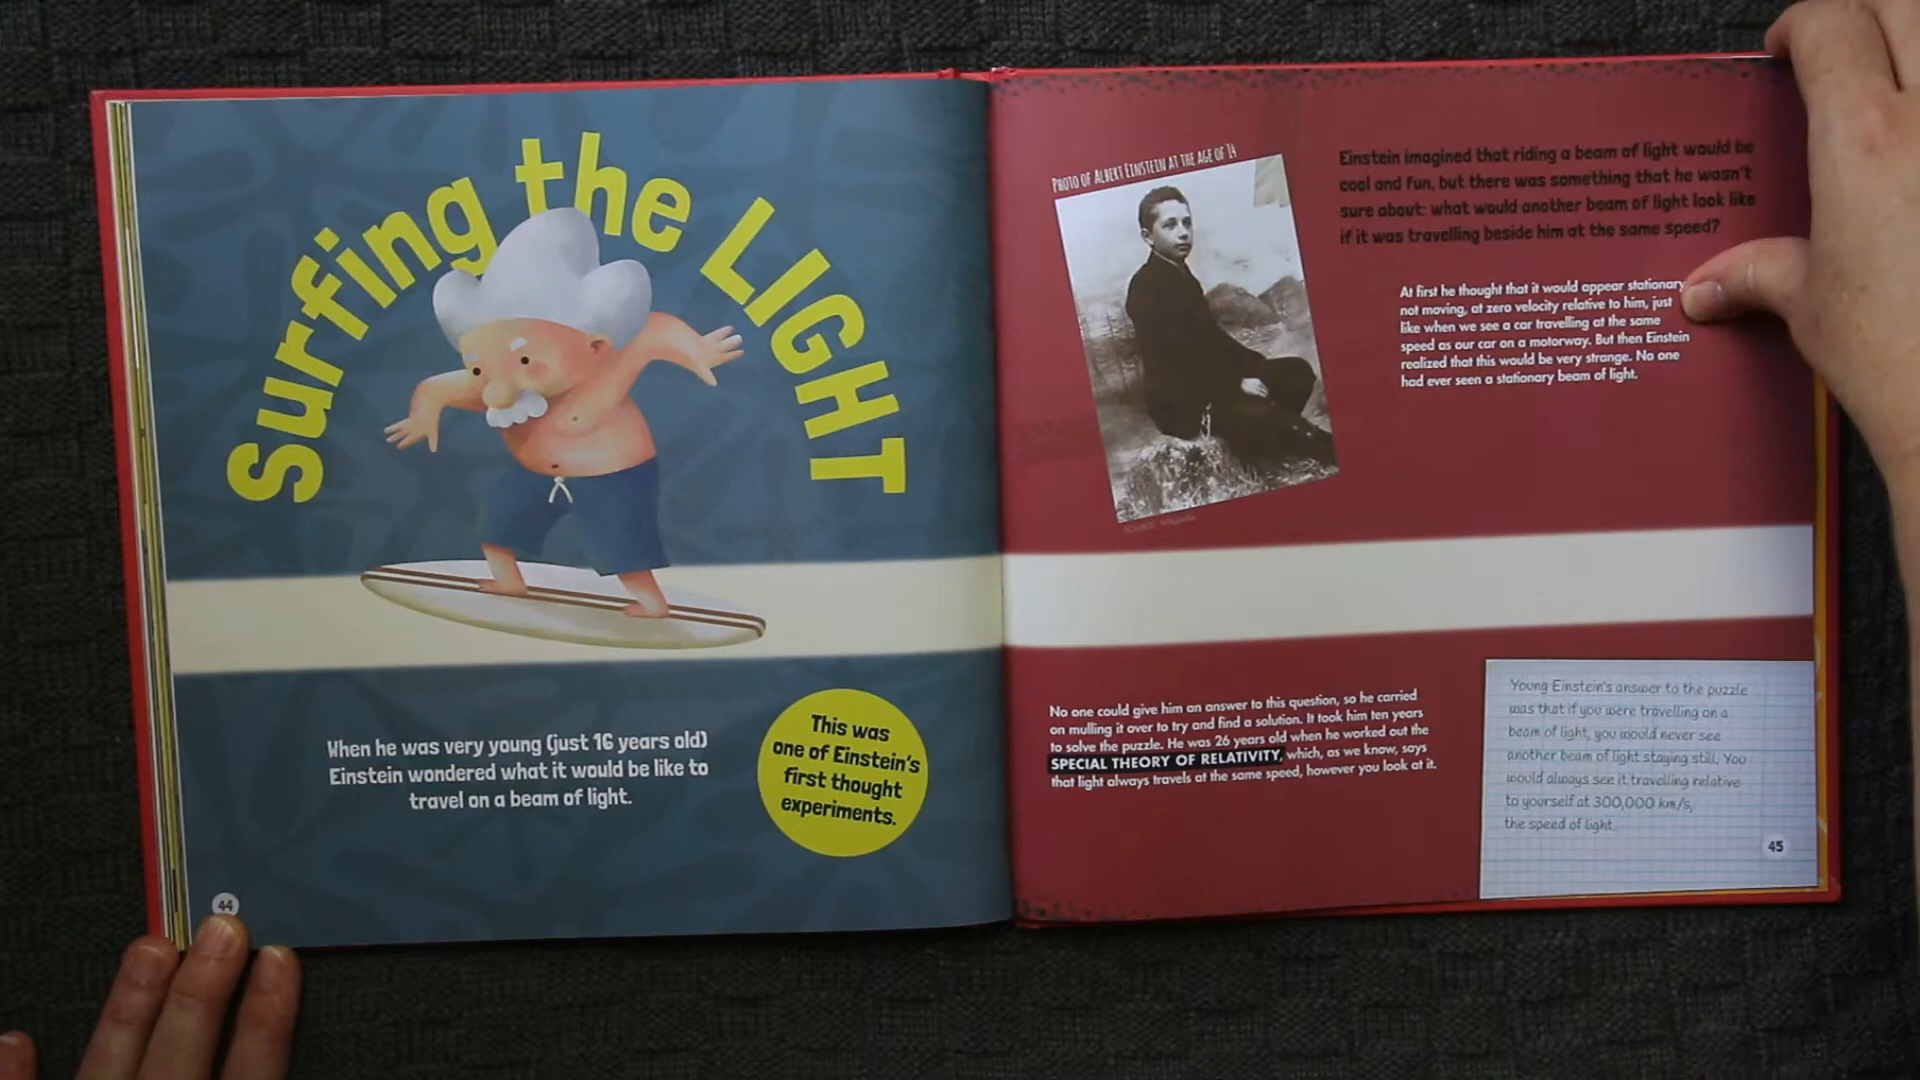 Surfing the LIGHT
When he was very young (just 16 years old)
Einstein wondered what it would be like to
travel on a beam of light.
This was
one of Einstein's
first thought
experiments.
44
PHOTO OF ALBERT EINSTEIN AT THE AGE OF 14
SOURCE: Wikipedia
Einstein imagined that riding a beam of light would be
cool and fun, but there was something that he wasn't
sure about: what would another beam of light look like
if it was travelling beside him at the same speed?
At first he thought that it would appear stationary
not moving, at zero velocity relative to him, just
like when we see a car travelling at the same
speed as our car on a motorway. But then Einstein
realized that this would be very strange. No one
had ever seen a stationary beam of light.
No one could give him an answer to this question, so he carried
on mulling it over to try and find a solution. It took him ten years
to solve the puzzle. He was 26 years old when he worked out the
SPECIAL THEORY OF RELATIVITY, which, as we know, says
that light always travels at the same speed, however you look at it.
Young Einstein's answer to the puzzle
was that if you were travelling on a
beam of light, you would never see
another beam of light staying still. You
would always see it travelling relative
to yourself at 300,000 km/s,
the speed of light.
45